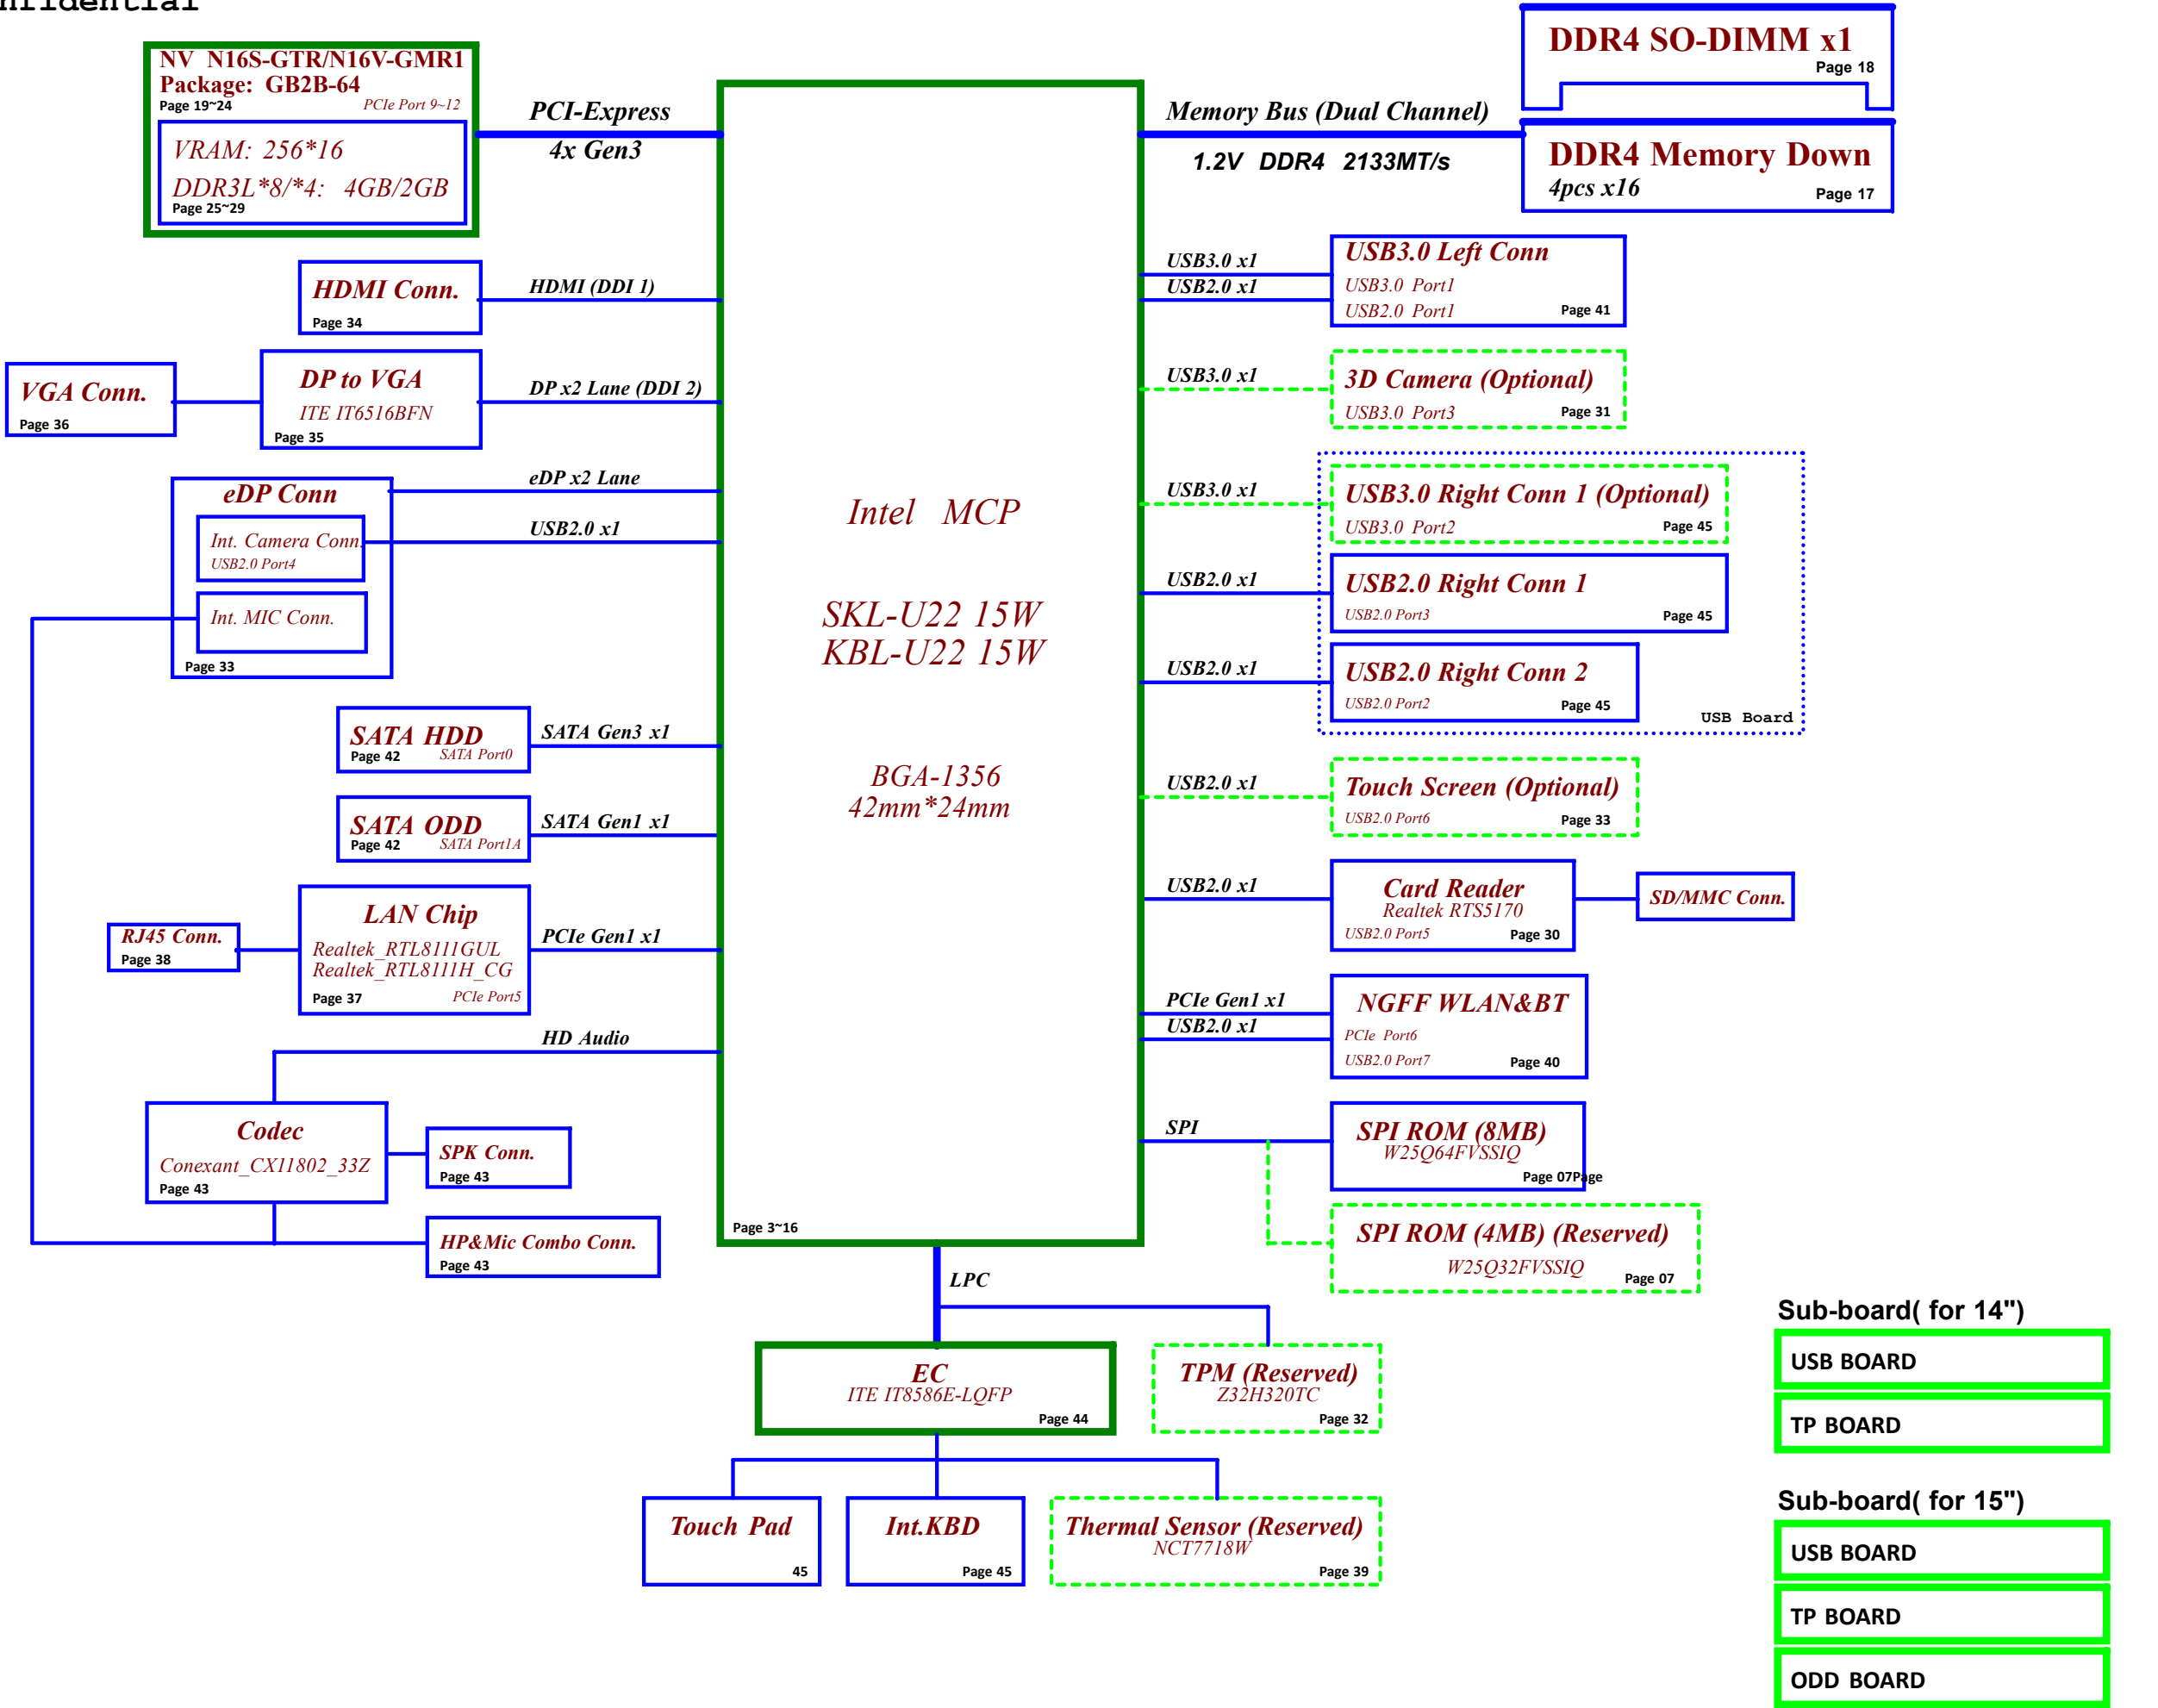 NV N16S-GTR/N16V-GMR1
Package: GB2B-64
Page 19~24
PCIe Port 9~12
VRAM: 256*16
DDR3L*8/*4: 4GB/2GB
Page 25~29
PCI-Express
4x Gen3
HDMI Conn.
Page 34
HDMI (DDI 1)
VGA Conn.
Page 36
DP to VGA
ITE IT6516BFN
Page 35
DP x2 Lane (DDI 2)
eDP Conn
Int. Camera Conn.
USB2.0 Port4
Int. MIC Conn.
Page 33
eDP x2 Lane
USB2.0 x1
SATA HDD
Page 42
SATA Port0
SATA Gen3 x1
SATA ODD
Page 42
SATA Port1A
SATA Gen1 x1
RJ45 Conn.
Page 38
LAN Chip
Realtek_RTL8111GUL
Realtek_RTL8111H_CG
Page 37
PCIe Port5
PCIe Gen1 x1
HD Audio
Codec
Conexant_CX11802_33Z
Page 43
SPK Conn.
Page 43
HP&Mic Combo Conn.
Page 43
Intel MCP
SKL-U22 15W
KBL-U22 15W
BGA-1356
42mm*24mm
Page 3~16
Memory Bus (Dual Channel)
1.2V DDR4 2133MT/s
DDR4 SO-DIMM x1
Page 18
DDR4 Memory Down
4pcs x16
Page 17
USB3.0 x1
USB2.0 x1
USB3.0 Left Conn
USB3.0 Port1
USB2.0 Port1
Page 41
USB3.0 x1
3D Camera (Optional)
USB3.0 Port3
Page 31
USB3.0 x1
USB3.0 Right Conn 1 (Optional)
USB3.0 Port2
Page 45
USB2.0 x1
USB2.0 Right Conn 1
USB2.0 Port3
Page 45
USB2.0 x1
USB2.0 Right Conn 2
USB2.0 Port2
Page 45
USB Board
USB2.0 x1
Touch Screen (Optional)
USB2.0 Port6
Page 33
USB2.0 x1
Card Reader
Realtek RTS5170
USB2.0 Port5
Page 30
SD/MMC Conn.
PCIe Gen1 x1
USB2.0 x1
NGFF WLAN&BT
PCIe Port6
USB2.0 Port7
Page 40
SPI
SPI ROM (8MB)
W25Q64FVSSIQ
Page 07Page
SPI ROM (4MB) (Reserved)
W25Q32FVSSIQ
Page 07
LPC
EC
ITE IT8586E-LQFP
Page 44
TPM (Reserved)
Z32H320TC
Page 32
Touch Pad
45
Int.KBD
Page 45
Thermal Sensor (Reserved)
NCT7718W
Page 39
Sub-board( for 14")
USB BOARD
TP BOARD
Sub-board( for 15")
USB BOARD
TP BOARD
ODD BOARD